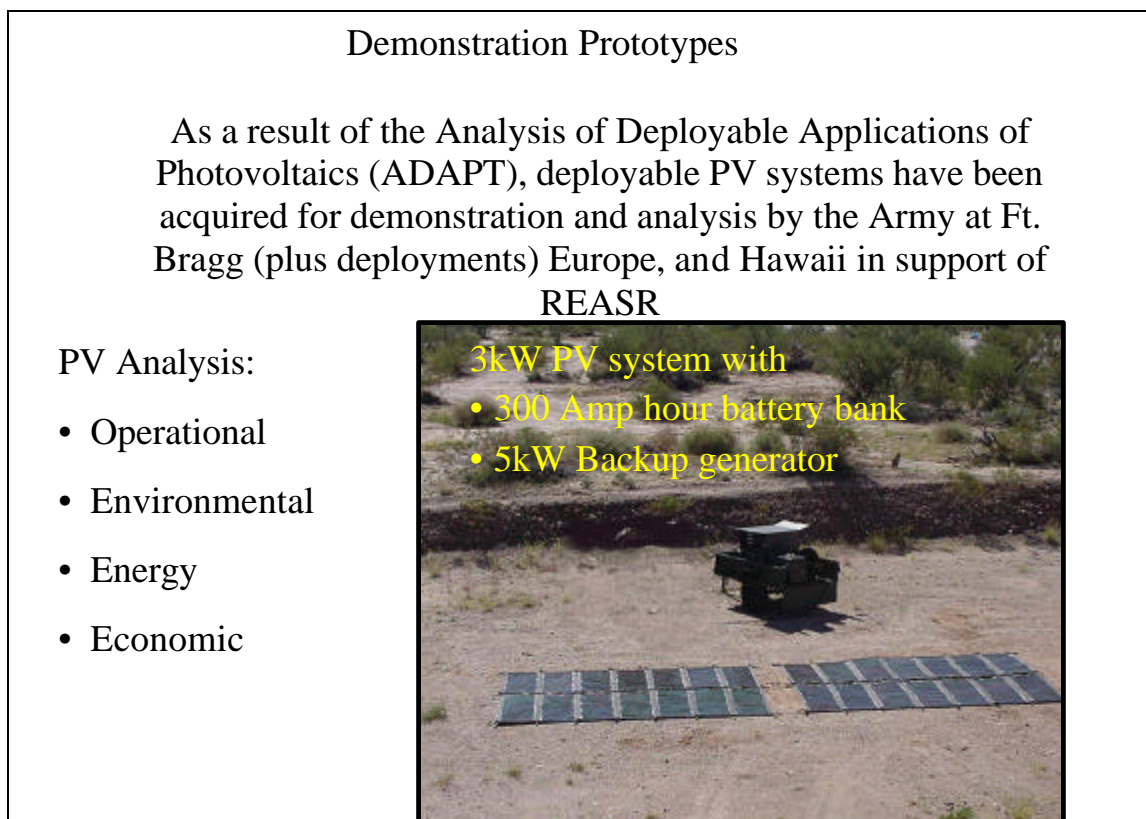 Demonstration Prototypes
As a result of the Analysis of Deployable Applications of
Photovoltaics (ADAPT), deployable PV systems have been
acquired for demonstration and analysis by the Army at Ft.
Bragg (plus deployments) Europe, and Hawaii in support of
REASR
PV Analysis:
• Operational
• Environmental
• Energy
• Economic
3kW PV system with
• 300 Amp hour battery bank
• 5kW Backup generator